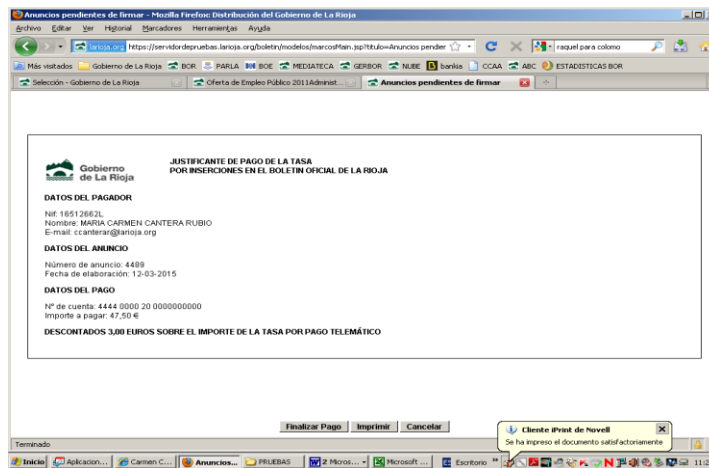 Anuncios pendientes de firmar - Mozilla Firefox: Distribución del Gobierno de La Rioja
Archivo Editar Ver Historial Marcadores Herramientas Ayuda
larioja.org https://servidordepruebas.larioja.org/boletin/modelos/marcosMain.jsp?titulo=Anuncios pender
raquel para colomo
Más visitados Gobierno de La Rioja BOR PARLA BOE MEDIATECA GERBOR NUBE bankia CCAA ABC ESTADISTICAS BOR
Selección - Gobierno de La Rioja
Oferta de Empleo Público 2011Administ...
Anuncios pendientes de firmar
Gobierno
de La Rioja
JUSTIFICANTE DE PAGO DE LA TASA
POR INSERCIONES EN EL BOLETIN OFICIAL DE LA RIOJA
DATOS DEL PAGADOR
Nif: 16512662L
Nombre: MARIA CARMEN CANTERA RUBIO
E-mail: ccanterar@larioja.org
DATOS DEL ANUNCIO
Número de anuncio: 4489
Fecha de elaboración: 12-03-2015
DATOS DEL PAGO
Nº de cuenta: 4444 0000 20 0000000000
Importe a pagar: 47,50 €
DESCONTADOS 3,00 EUROS SOBRE EL IMPORTE DE LA TASA POR PAGO TELEMÁTICO
Finalizar Pago Imprimir Cancelar
Cliente iPrint de Novell
Se ha impreso el documento satisfactoriamente
Terminado
Inicio Aplicacion... Carmen C... Anuncios... PRUEBAS 2 Micros... Microsoft ... Escritorio » 11:0